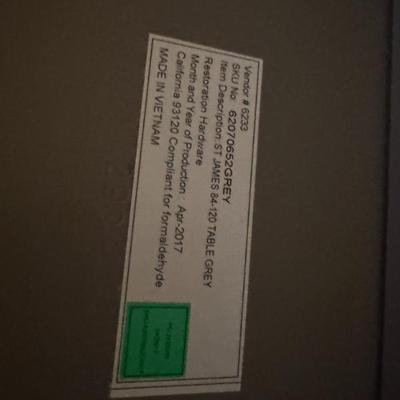 Vendor # 6233
SKU No: 62070652GREY
Item Description: ST JAMES 84-120 TABLE GREY
Restoration Hardware
Month and Year of Production : Apr-2017
California 93120 Compliant for formaldehyde
MADE IN VIETNAM